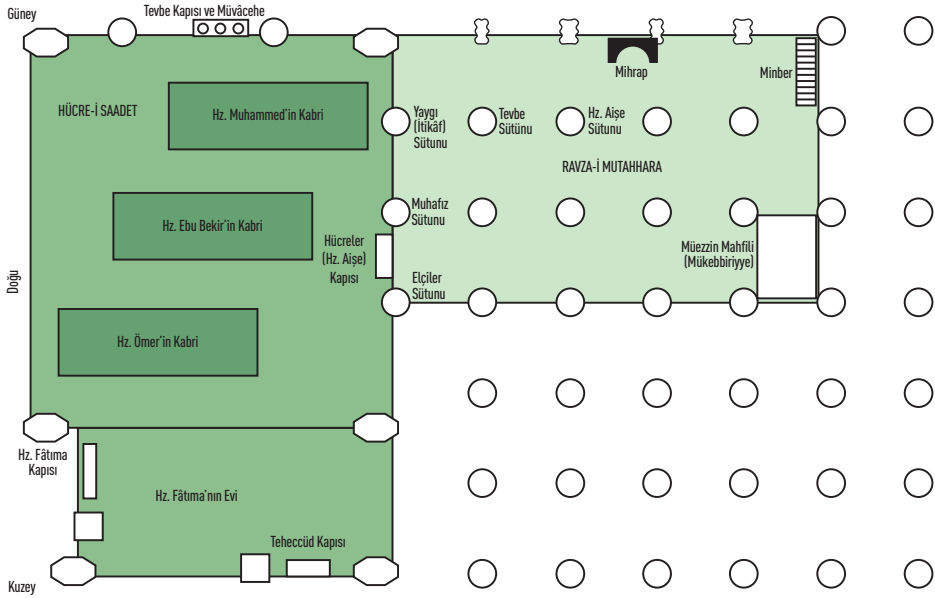 Güney
Tevbe Kapısı ve Müvâcehe
Mihrap
Minber
HÜCRE-İ SAADET
Hz. Muhammed'in Kabri
Yaygı
(İtikâf)
Sütunu
Tevbe
Sütünu
Hz. Aişe
Sütunu
RAVZA-İ MUTAHHARA
Hz. Ebu Bekir'in Kabri
Muhafız
Sütunu
Hücreler
(Hz. Aişe)
Kapısı
Müezzin Mahfili
(Mükebbiriyye)
Doğu
Elçiler
Sütunu
Hz. Ömer'in Kabri
Hz. Fâtıma
Kapısı
Hz. Fâtıma'nın Evi
Teheccüd Kapısı
Kuzey